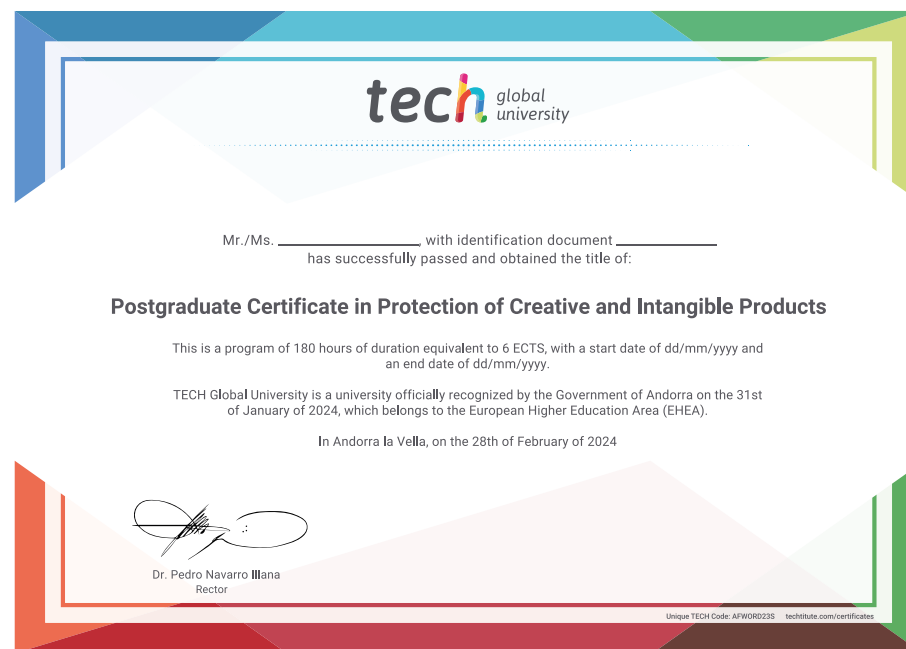 tech global
university
Mr./Ms. ____________, with identification document ____________
has successfully passed and obtained the title of:
Postgraduate Certificate in Protection of Creative and Intangible Products
This is a program of 180 hours of duration equivalent to 6 ECTS, with a start date of dd/mm/yyyy and
an end date of dd/mm/yyyy.
TECH Global University is a university officially recognized by the Government of Andorra on the 31st
of January of 2024, which belongs to the European Higher Education Area (EHEA).
In Andorra la Vella, on the 28th of February of 2024
Dr. Pedro Navarro Illana
Rector
Unique TECH Code: AFWORD23S techtitute.com/certificates